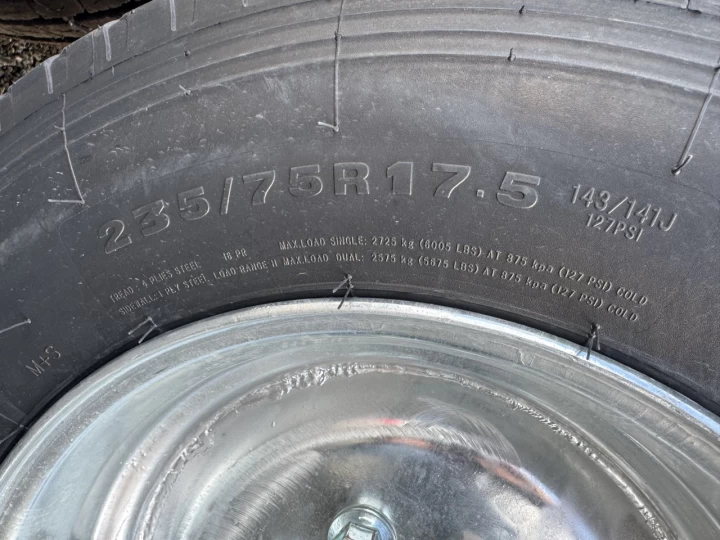 235/75R17.5
143/141J
127PSI
TREAD: 4 PLIES STEEL 16 PR MAX.LOAD SINGLE: 2725 kg (6005 LBS) AT 875 kpa (127 PSI) COLD
SIDEWALL: 1 PLY STEEL LOAD RANGE H MAX.LOAD DUAL: 2575 kg (5675 LBS) AT 875 kpa (127 PSI) COLD
M+S